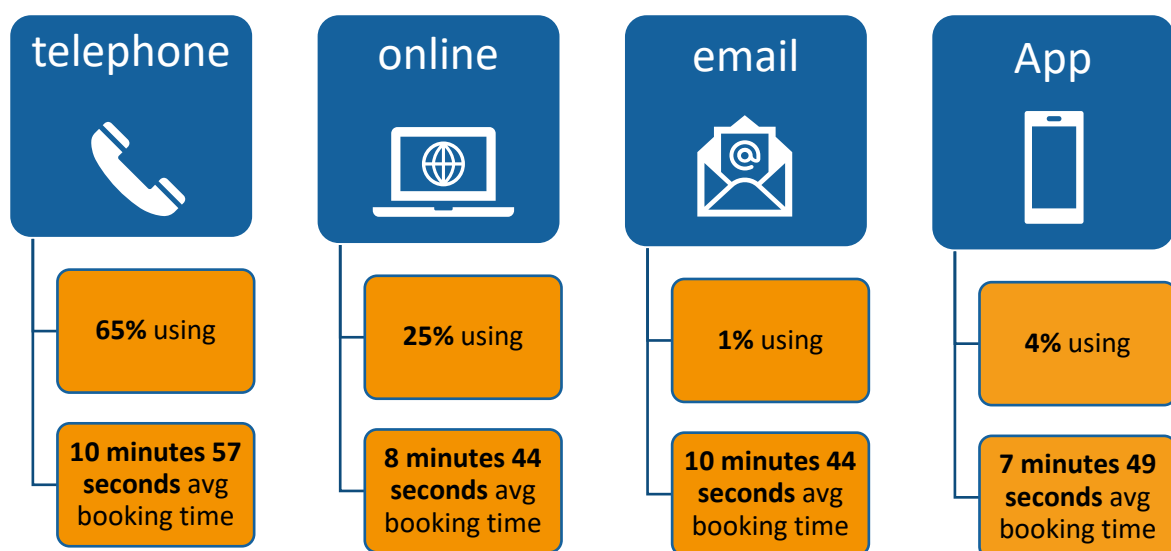 telephone
65% using
10 minutes 57
seconds avg
booking time
online
@
25% using
8 minutes 44
seconds avg
booking time
email
1% using
10 minutes 44
seconds avg
booking time
App
4% using
7 minutes 49
seconds avg
booking time